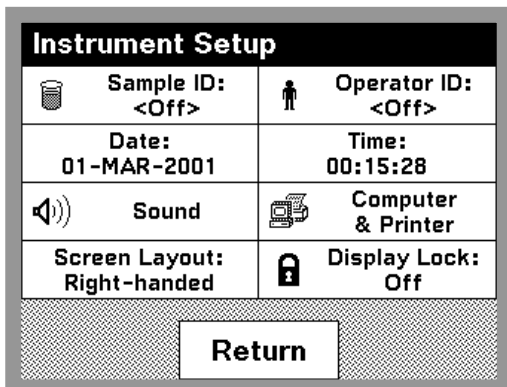 Instrument Setup
Sample ID:
<Off>
Operator ID:
<Off>
Date:
01-MAR-2001
Time:
00:15:28
Sound
Computer
& Printer
Screen Layout:
Right-handed
Display Lock:
Off
Return